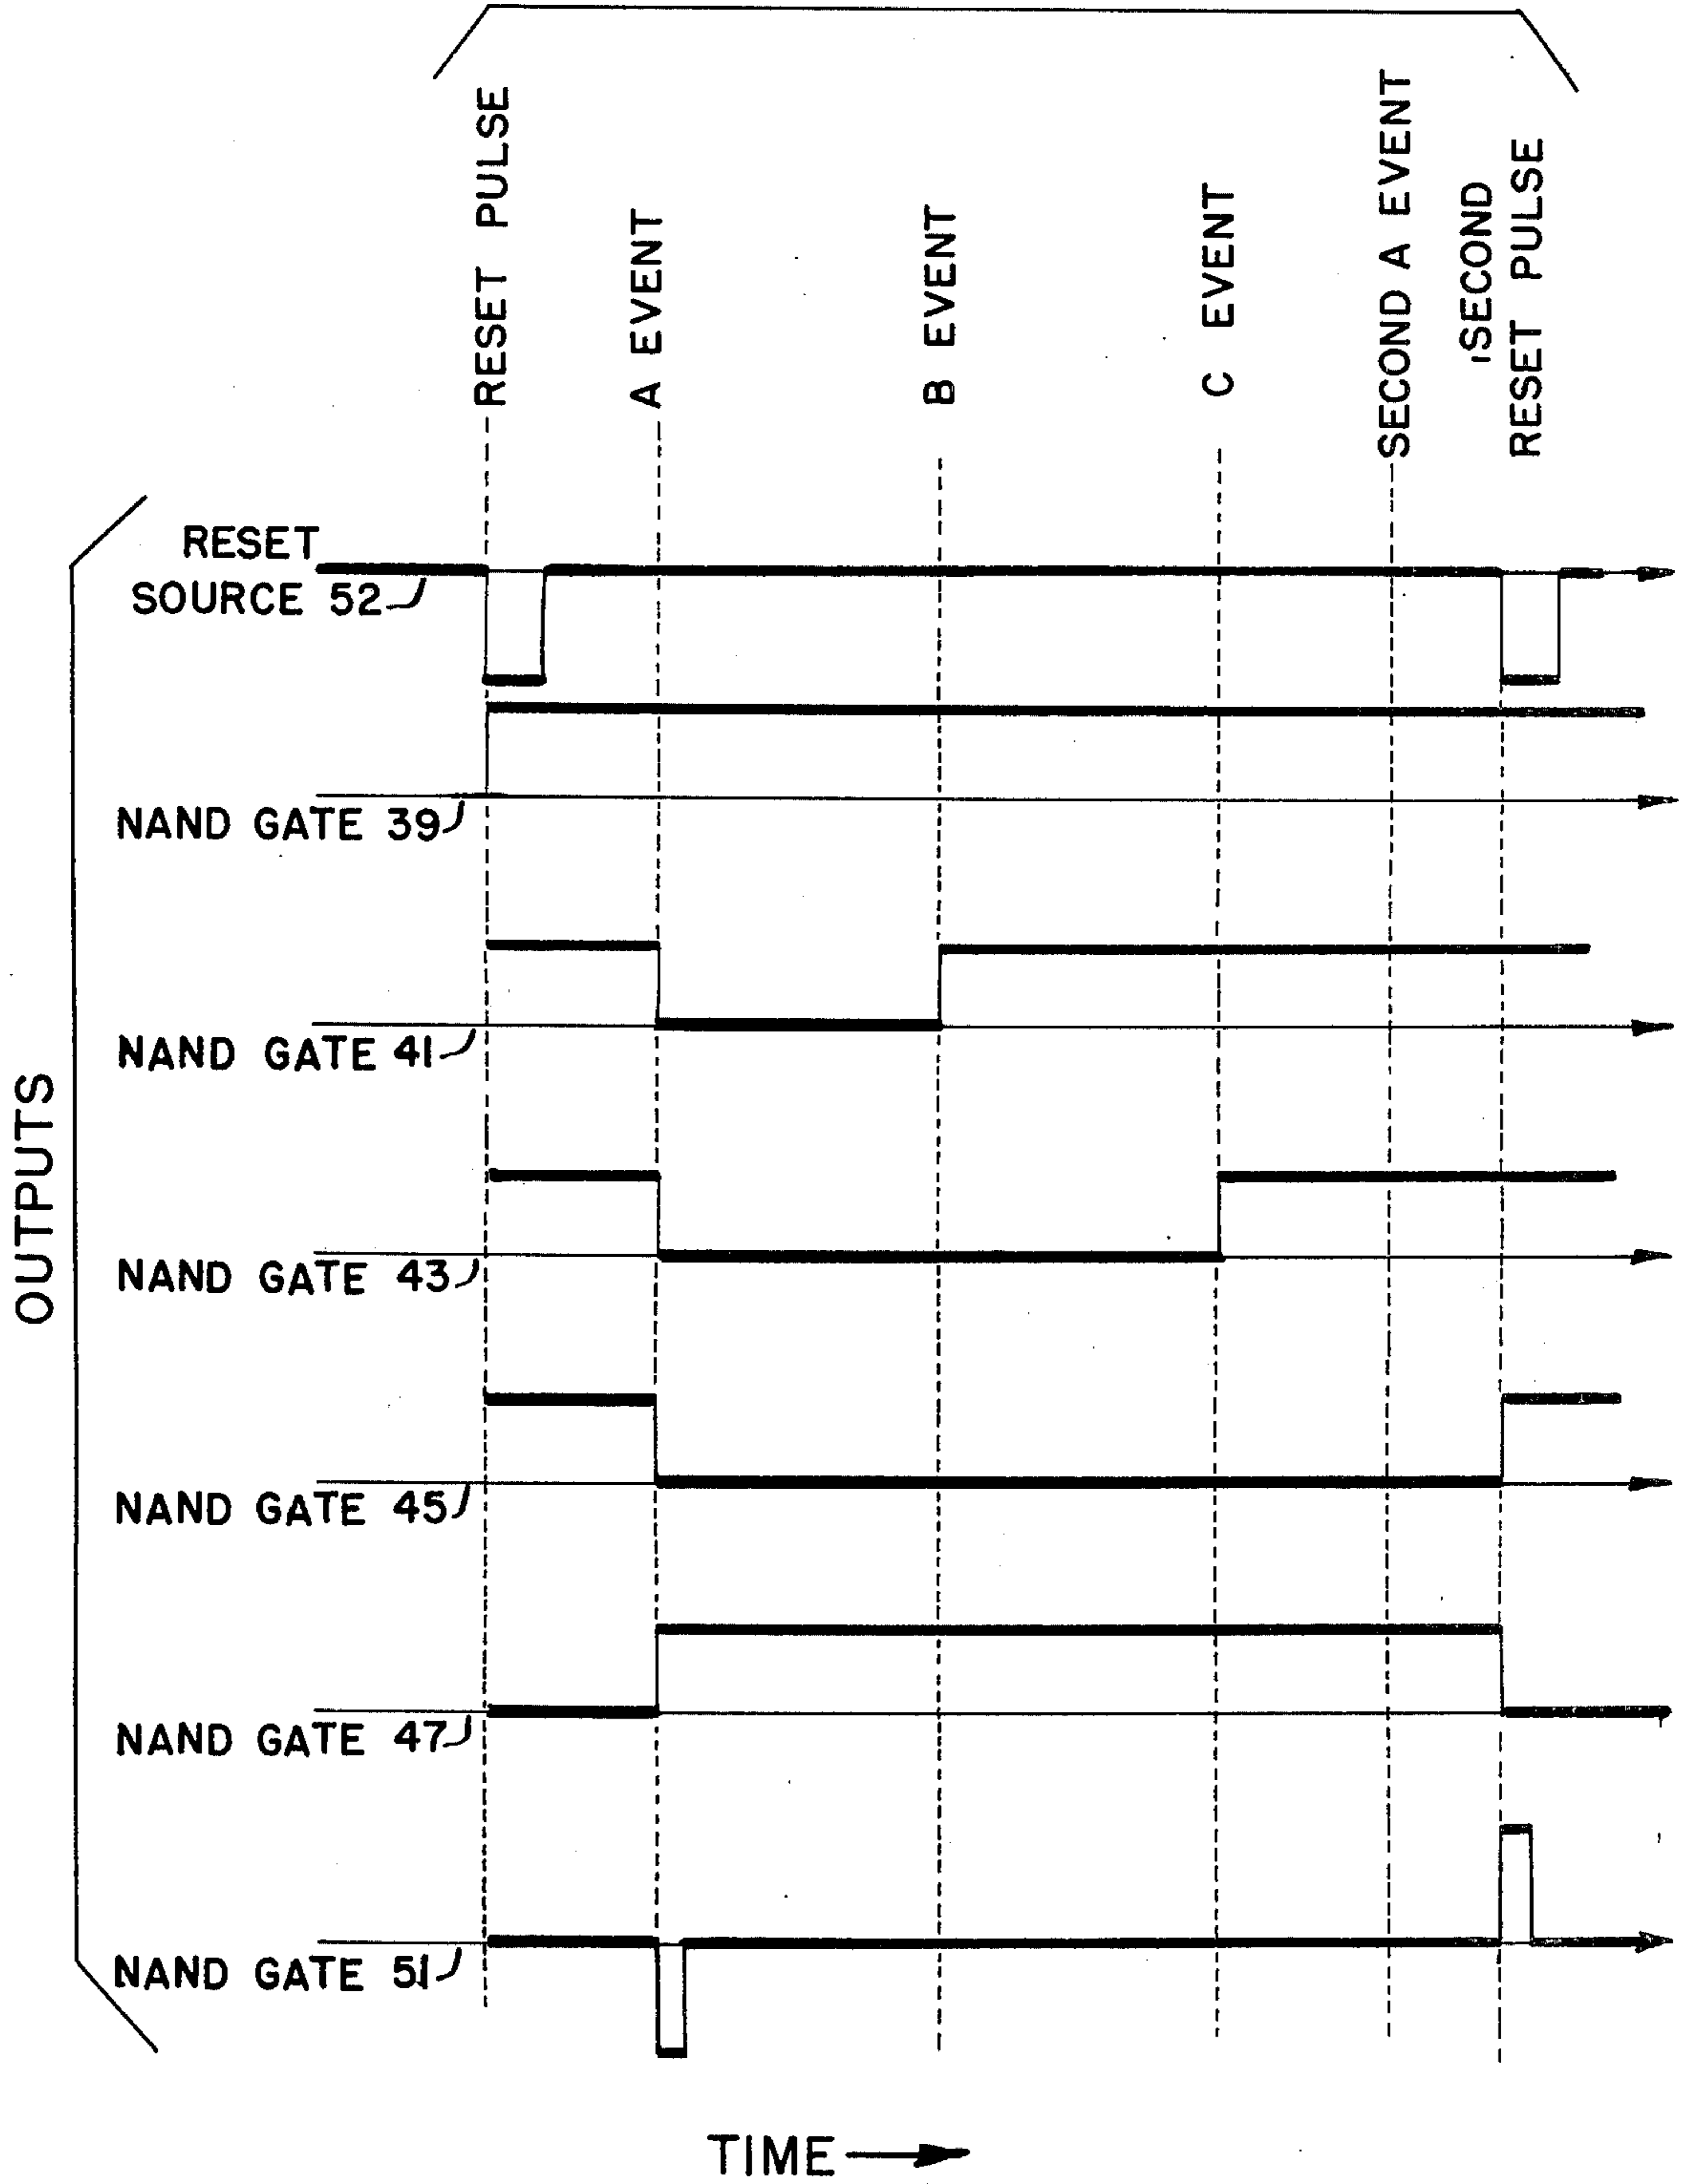 RESET PULSE
A EVENT
B EVENT
C EVENT
SECOND A EVENT
SECOND
RESET PULSE
OUTPUTS
RESET
SOURCE 52
NAND GATE 39
NAND GATE 41
NAND GATE 43
NAND GATE 45
NAND GATE 47
NAND GATE 51
TIME